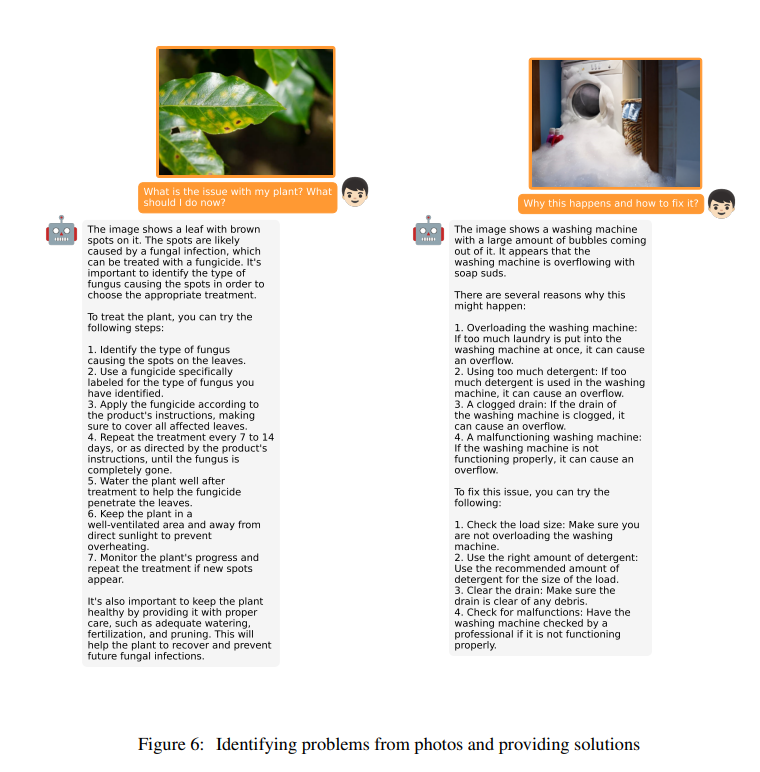 What is the issue with my plant? What
should I do now?
The image shows a leaf with brown
spots on it. The spots are likely
caused by a fungal infection, which
can be treated with a fungicide. It's
important to identify the type of
fungus causing the spots in order to
choose the appropriate treatment.
To treat the plant, you can try the
following steps:
1. Identify the type of fungus
causing the spots on the leaves.
2. Use a fungicide specifically
labeled for the type of fungus you
have identified.
3. Apply the fungicide according to
the product's instructions, making
sure to cover all affected leaves.
4. Repeat the treatment every 7 to 14
days, or as directed by the product's
instructions, until the fungus is
completely gone.
5. Water the plant well after
treatment to help the fungicide
penetrate the leaves.
6. Keep the plant in a
well-ventilated area and away from
direct sunlight to prevent
overheating.
7. Monitor the plant's progress and
repeat the treatment if new spots
appear.
It's also important to keep the plant
healthy by providing it with proper
care, such as adequate watering,
fertilization, and pruning. This will
help the plant to recover and prevent
future fungal infections.
Why this happens and how to fix it?
The image shows a washing machine
with a large amount of bubbles coming
out of it. It appears that the
washing machine is overflowing with
soap suds.
There are several reasons why this
might happen:
1. Overloading the washing machine:
If too much laundry is put into the
washing machine at once, it can cause
an overflow.
2. Using too much detergent: If too
much detergent is used in the washing
machine, it can cause an overflow.
3. A clogged drain: If the drain of
the washing machine is clogged, it
can cause an overflow.
4. A malfunctioning washing machine:
If the washing machine is not
functioning properly, it can cause an
overflow.
To fix this issue, you can try the
following:
1. Check the load size: Make sure you
are not overloading the washing
machine.
2. Use the right amount of detergent:
Use the recommended amount of
detergent for the size of the load.
3. Clear the drain: Make sure the
drain is clear of any debris.
4. Check for malfunctions: Have the
washing machine checked by a
professional if it is not functioning
properly.
Figure 6: Identifying problems from photos and providing solutions